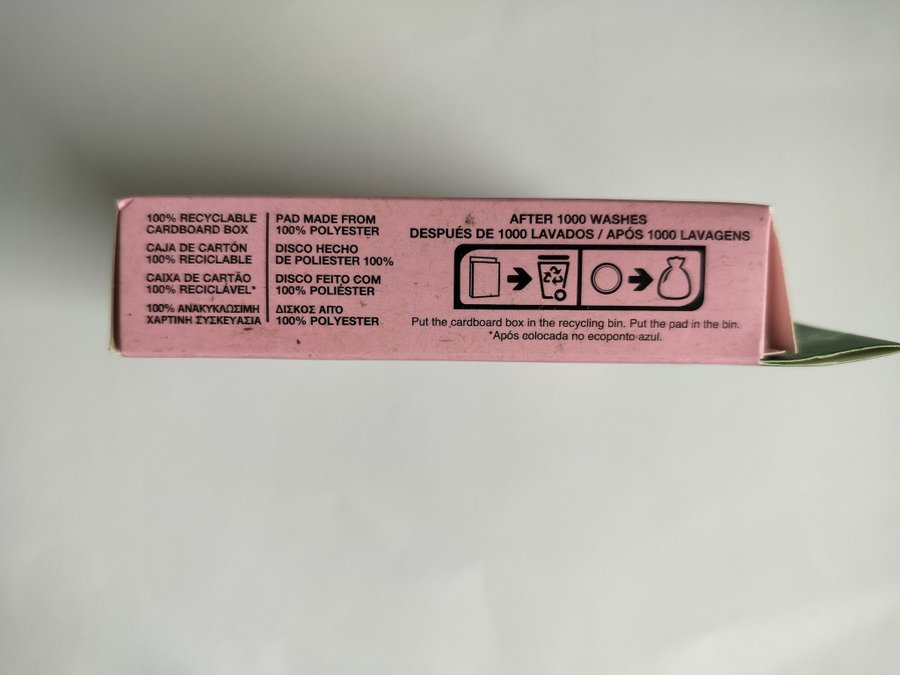 100% RECYCLABLE
CARDBOARD BOX
CAJA DE CARTÓN
100% RECICLABLE
CAIXA DE CARTÃO
100% RECICLÁVEL*
100% ΑΝΑΚΥΚΛΩΣΙΜΗ
ΧΑΡΤΙΝΗ ΣΥΣΚΕΥΑΣΙΑ
PAD MADE FROM
100% POLYESTER
DISCO HECHO
DE POLIESTER 100%
DISCO FEITO COM
100% POLIÉSTER
ΔΙΣΚΟΣ ΑΠΟ
100% POLYESTER
AFTER 1000 WASHES
DESPUÉS DE 1000 LAVADOS / APÓS 1000 LAVAGENS
Put the cardboard box in the recycling bin. Put the pad in the bin.
*Após colocada no ecoponto azul.